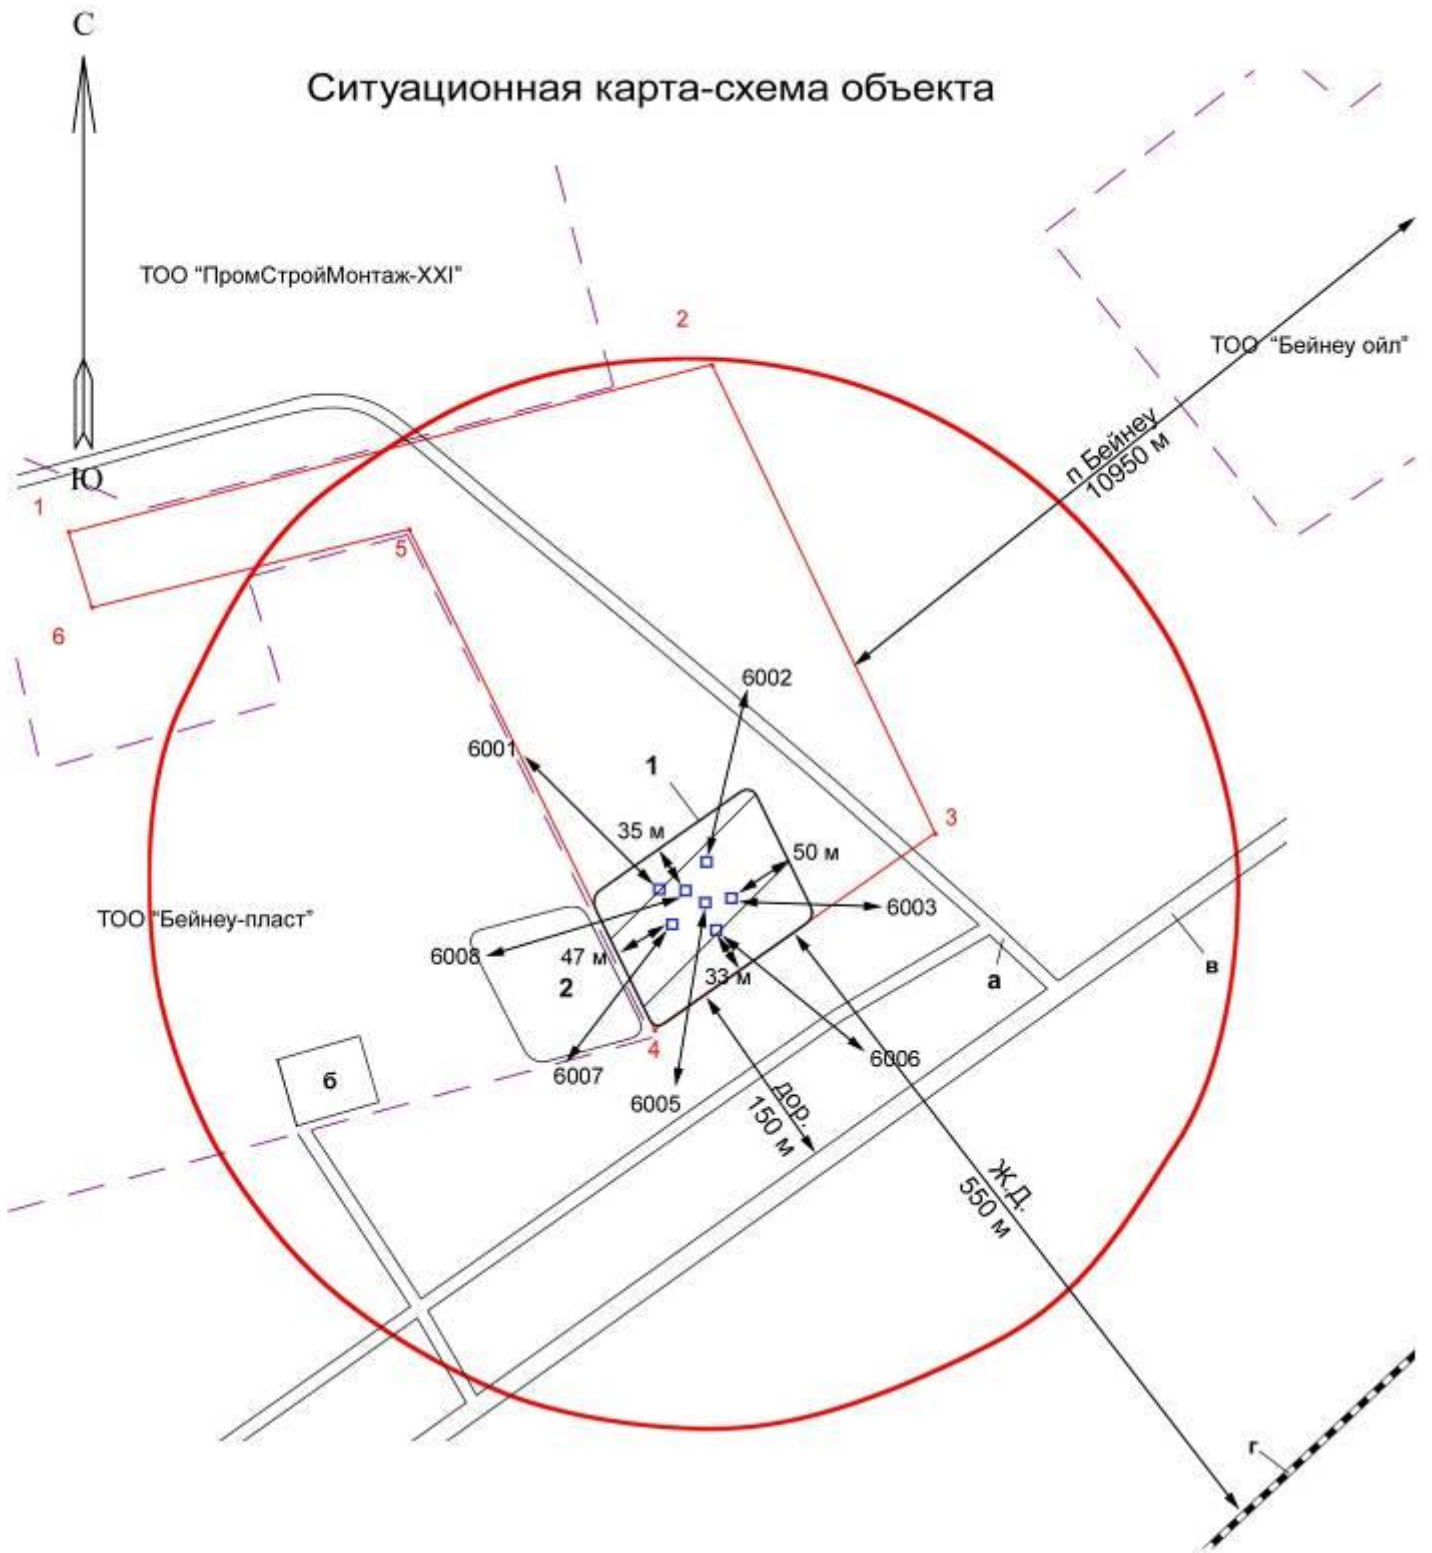 С
Ситуационная карта-схема объекта
ТОО “ПромСтройМонтаж-XXI”
2
ТОО “Бейнеу ойл”
п Бейнеу
10950 м
Ю
1
5
6
6002
6001
1
35 м
3
50 м
6003
ТОО “Бейнеу-пласт”
6008
47 м
2
33 м
а
в
4
6006
б
6007
6005
дор.
150 м
Ж.Д.
550 м
г